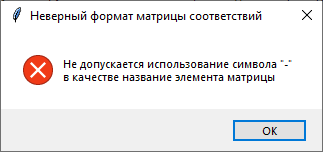 Неверный формат матрицы соответствий
Не допускается использование символа "-"
в качестве название элемента матрицы
OK